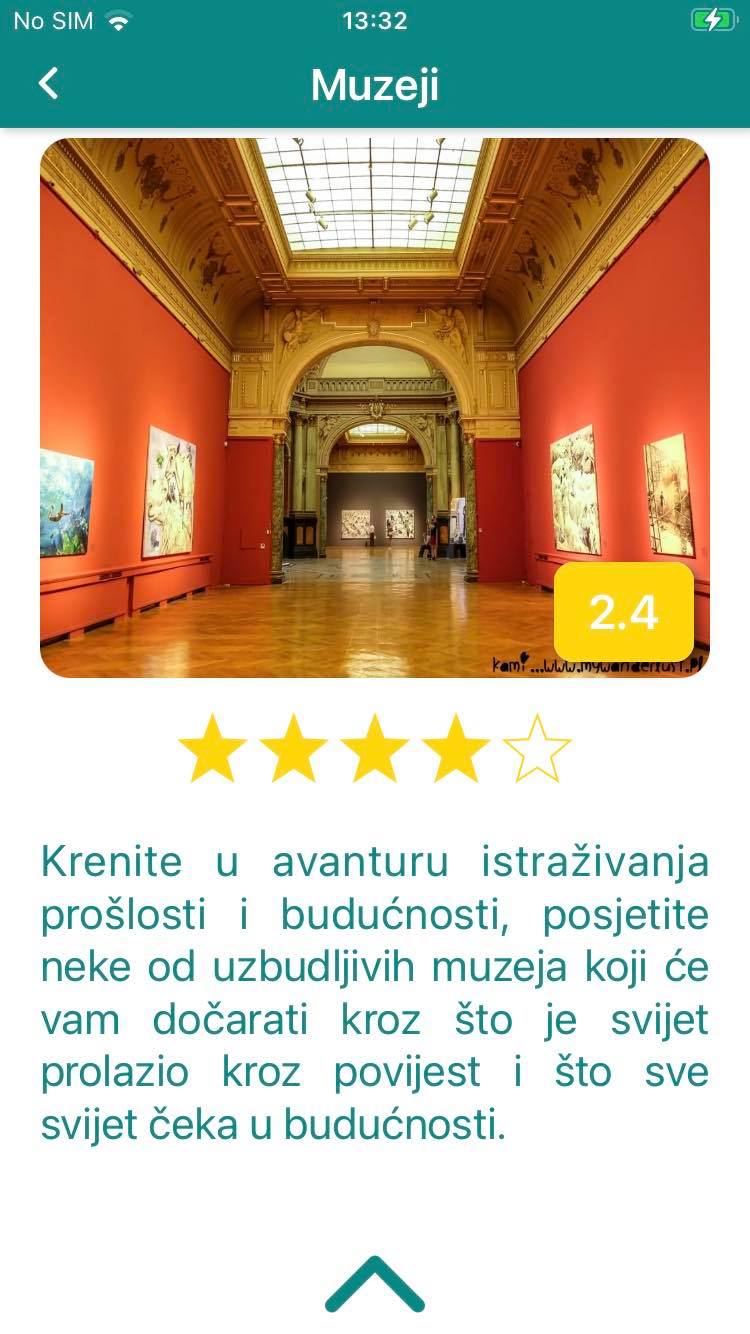 No SIM 13:32
Muzeji
2.4
kami...www.mywanderlust.pl
Krenite u avanturu istraživanja
prošlosti i budućnosti, posjetite
neke od uzbudljivih muzeja koji će
vam dočarati kroz što je svijet
prolazio kroz povijest i što sve
svijet čeka u budućnosti.